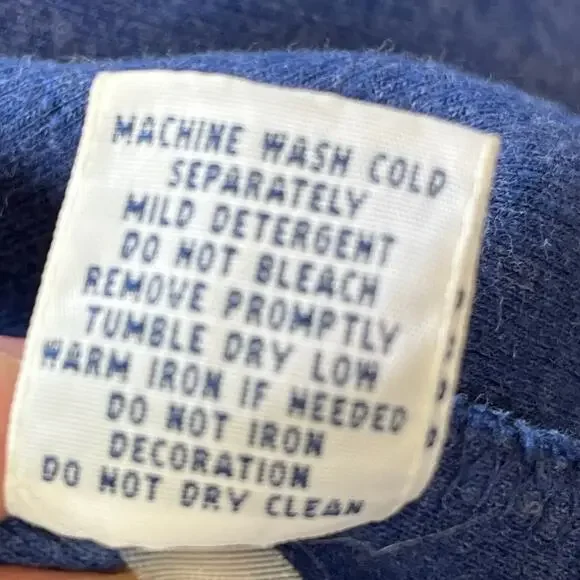 MACHINE WASH COLD
SEPARATELY
MILD DETERGENT
DO NOT BLEACH
REMOVE PROMPTLY
TUMBLE DRY LOW
WARM IRON IF NEEDED
DO NOT IRON
DECORATION
DO NOT DRY CLEAN